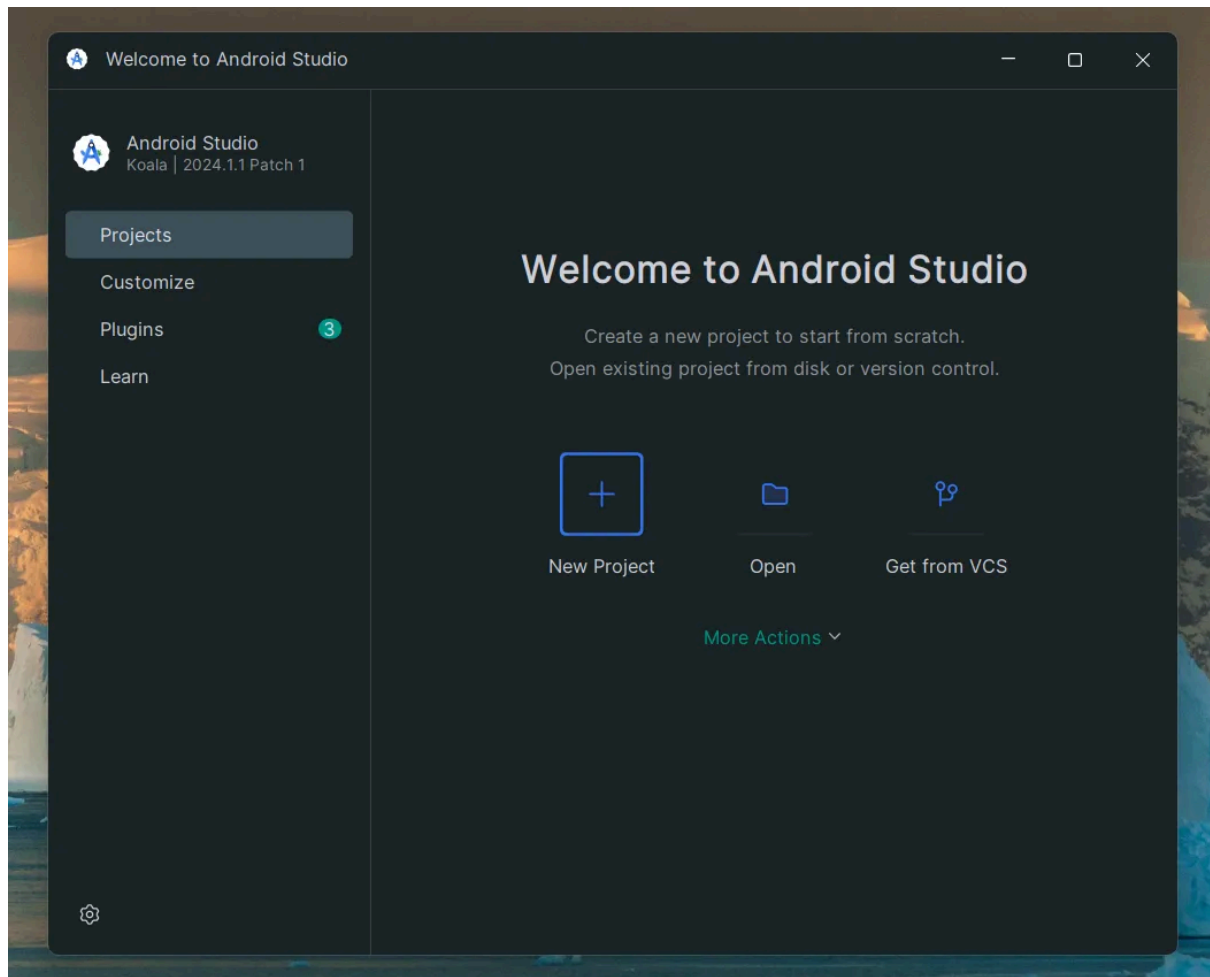 Welcome to Android Studio
Android Studio
Koala | 2024.1.1 Patch 1
Projects
Customize
Plugins 3
Learn
Welcome to Android Studio
Create a new project to start from scratch.
Open existing project from disk or version control.
New Project Open Get from VCS
More Actions